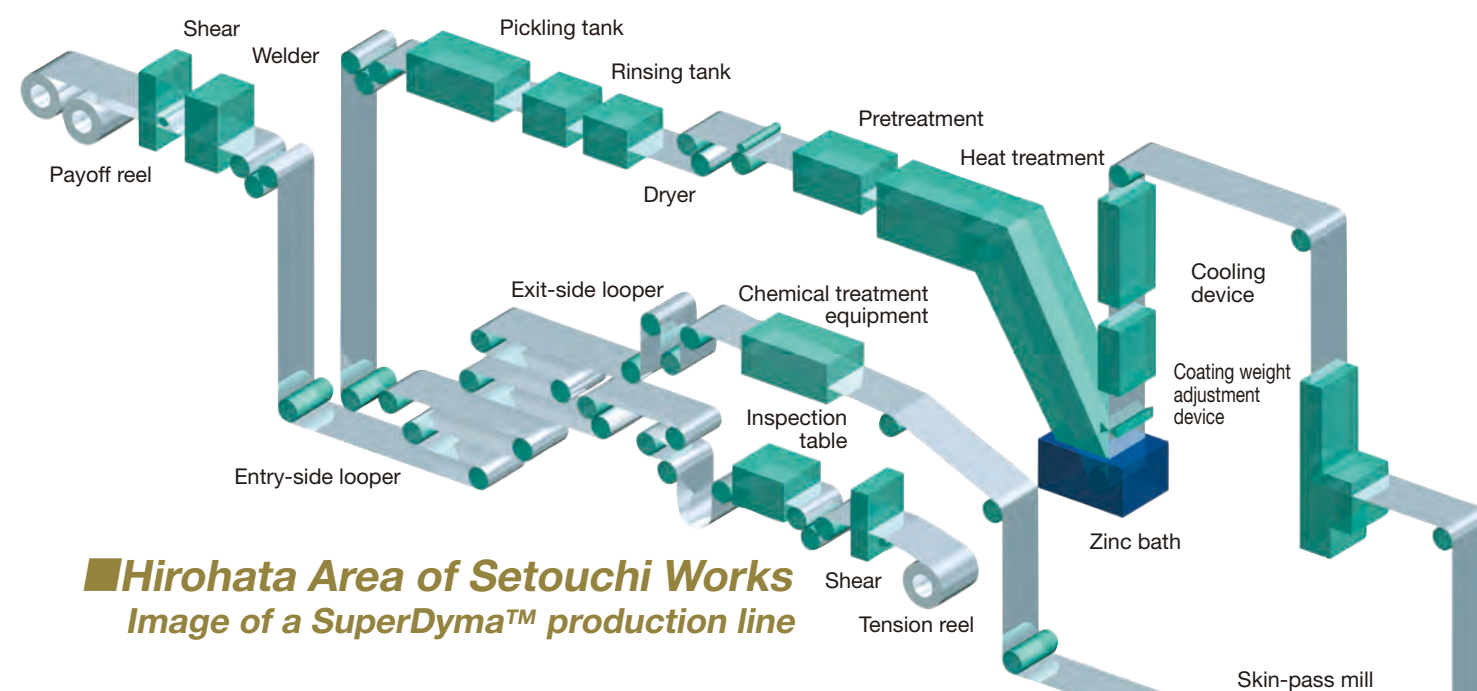 Shear
Welder
Payoff reel
Pickling tank
Rinsing tank
Dryer
Pretreatment
Heat treatment
Cooling
device
Coating weight
adjustment
device
Zinc bath
Exit-side looper
Chemical treatment
equipment
Entry-side looper
Inspection
table
Shear
Tension reel
Skin-pass mill
■Hirohata Area of Setouchi Works
Image of a SuperDyma™ production line